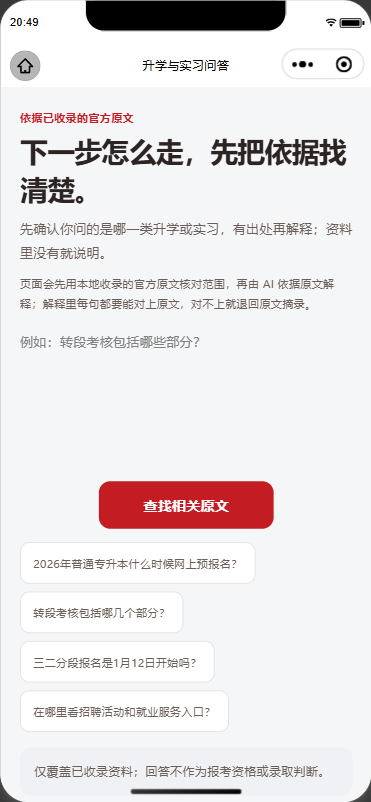 20:49
升学与实习问答
依据已收录的官方原文
下一步怎么走，先把依据找
清楚。
先确认你问的是哪一类升学或实习，有出处再解释；资料
里没有就说明。
页面会先用本地收录的官方原文核对范围，再由 AI 依据原文解
释；解释里每句都要能对上原文，对不上就退回原文摘录。
例如：转段考核包括哪些部分？
查找相关原文
2026年普通专升本什么时候网上预报名？
转段考核包括哪几个部分？
三二分段报名是1月12日开始吗？
在哪里看招聘活动和就业服务入口？
仅覆盖已收录资料；回答不作为报考资格或录取判断。